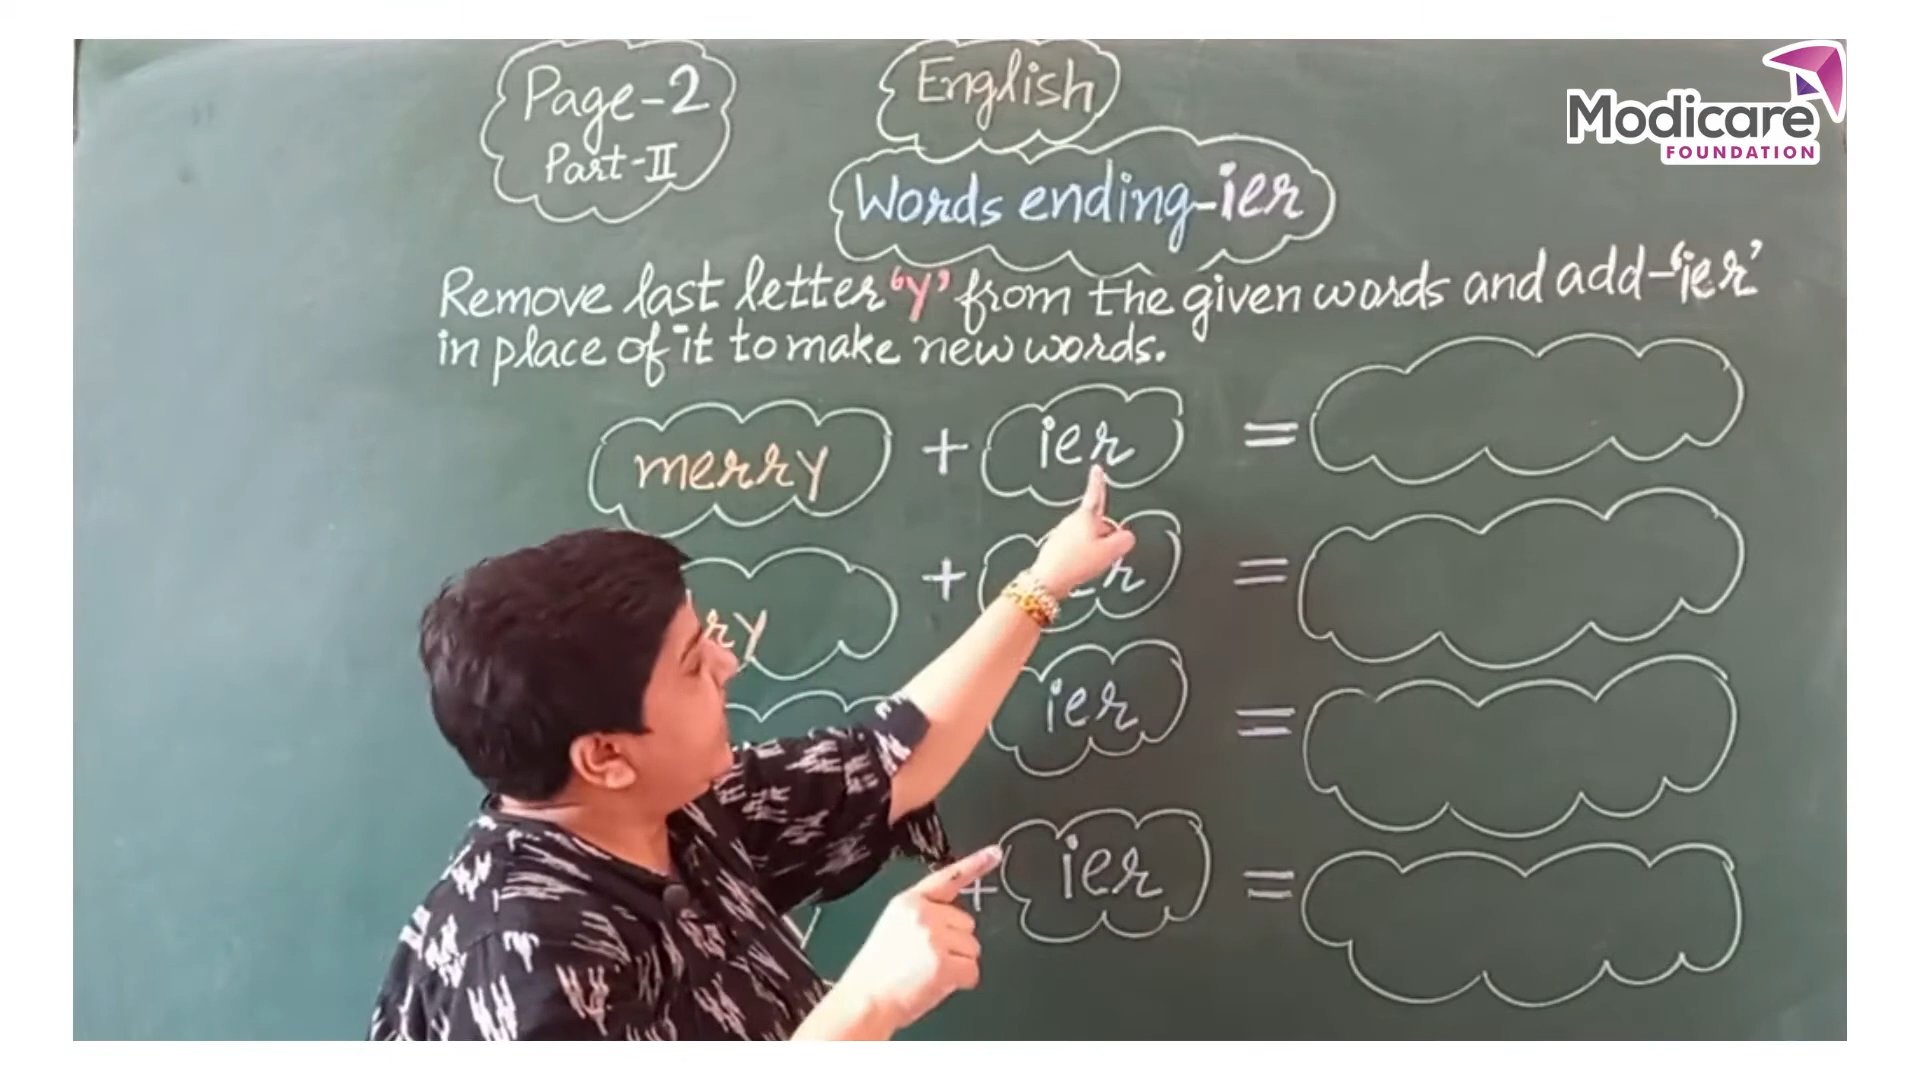 Page-2
Part-II
English
Modicare
FOUNDATION
Words ending-ier
Remove last letter 'y' from the given words and add-'ier'
in place of it to make new words.
merry + ier =
+ =
ier =
+ ier =